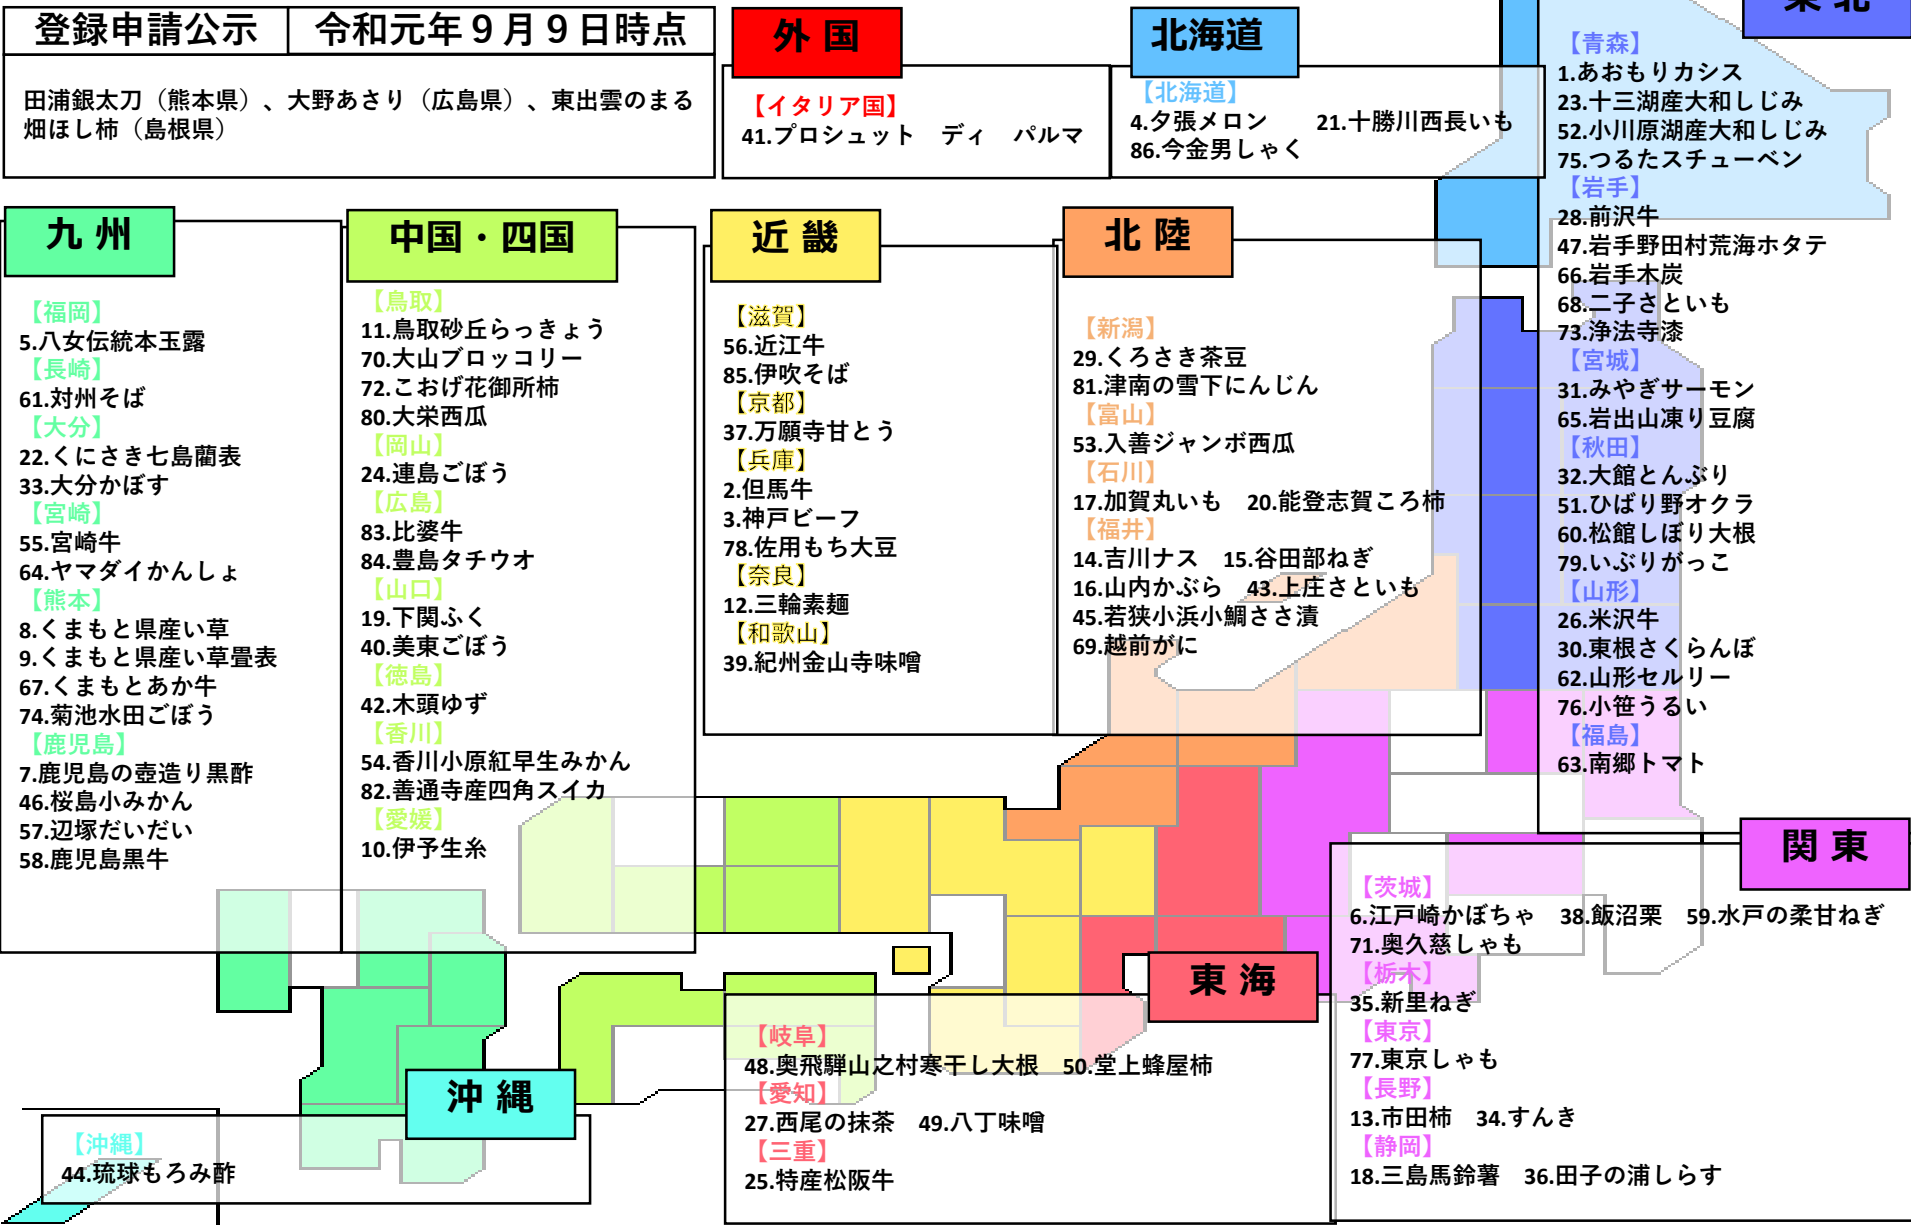 登録申請公示　令和元年９月９日時点
田浦銀太刀（熊本県）、大野あさり（広島県）、東出雲のまる
畑ほし柿（島根県）
外国
【イタリア国】
41.プロシュット　ディ　パルマ
北海道
【北海道】
4.夕張メロン　21.十勝川西長いも
86.今金男しゃく
東北
【青森】
1.あおもりカシス
23.十三湖産大和しじみ
52.小川原湖産大和しじみ
75.つるたスチューベン
【岩手】
28.前沢牛
47.岩手野田村荒海ホタテ
66.岩手木炭
68.二子さといも
73.浄法寺漆
【宮城】
31.みやぎサーモン
65.岩出山凍り豆腐
【秋田】
32.大館とんぶり
51.ひばり野オクラ
60.松館しぼり大根
79.いぶりがっこ
【山形】
26.米沢牛
30.東根さくらんぼ
62.山形セルリー
76.小笹うるい
【福島】
63.南郷トマト
九州
【福岡】
5.八女伝統本玉露
【長崎】
61.対州そば
【大分】
22.くにさき七島藺表
33.大分かぼす
【宮崎】
55.宮崎牛
64.ヤマダイかんしょ
【熊本】
8.くまもと県産い草
9.くまもと県産い草畳表
67.くまもとあか牛
74.菊池水田ごぼう
【鹿児島】
7.鹿児島の壺造り黒酢
46.桜島小みかん
57.辺塚だいだい
58.鹿児島黒牛
中国・四国
【鳥取】
11.鳥取砂丘らっきょう
70.大山ブロッコリー
72.こおげ花御所柿
80.大栄西瓜
【岡山】
24.連島ごぼう
【広島】
83.比婆牛
84.豊島タチウオ
【山口】
19.下関ふく
40.美東ごぼう
【徳島】
42.木頭ゆず
【香川】
54.香川小原紅早生みかん
82.善通寺産四角スイカ
【愛媛】
10.伊予生糸
近畿
【滋賀】
56.近江牛
85.伊吹そば
【京都】
37.万願寺甘とう
【兵庫】
2.但馬牛
3.神戸ビーフ
78.佐用もち大豆
【奈良】
12.三輪素麺
【和歌山】
39.紀州金山寺味噌
北陸
【新潟】
29.くろさき茶豆
81.津南の雪下にんじん
【富山】
53.入善ジャンボ西瓜
【石川】
17.加賀丸いも　20.能登志賀ころ柿
【福井】
14.吉川ナス　15.谷田部ねぎ
16.山内かぶら　43.上庄さといも
45.若狭小浜小鯛ささ漬
69.越前がに
関東
【茨城】
6.江戸崎かぼちゃ　38.飯沼栗　59.水戸の柔甘ねぎ
71.奥久慈しゃも
【栃木】
35.新里ねぎ
【東京】
77.東京しゃも
【長野】
13.市田柿　34.すんき
【静岡】
18.三島馬鈴薯　36.田子の浦しらす
東海
【岐阜】
48.奥飛騨山之村寒干し大根　50.堂上蜂屋柿
【愛知】
27.西尾の抹茶　49.八丁味噌
【三重】
25.特産松阪牛
沖縄
【沖縄】
44.琉球もろみ酢